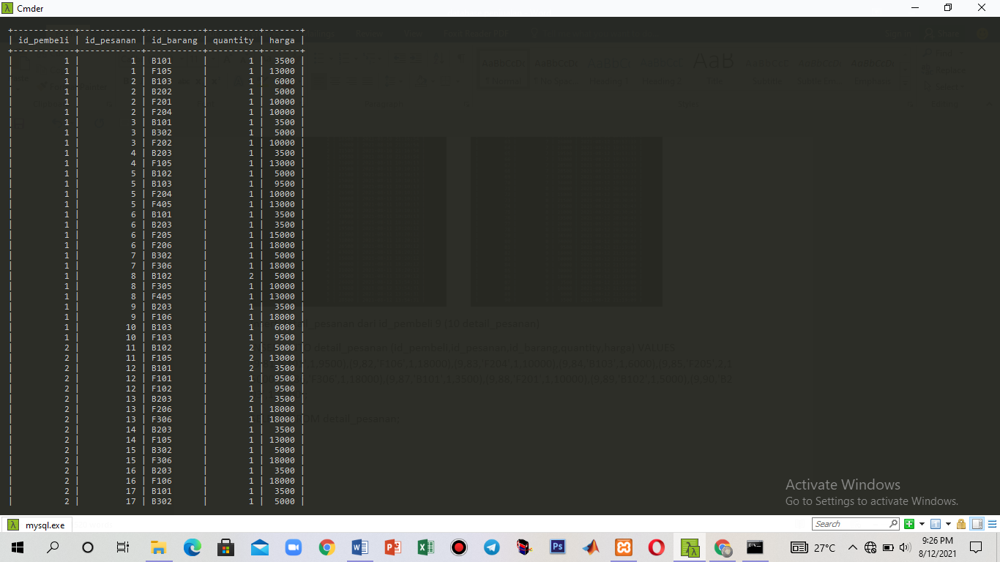 Cmder
+------------+------------+-----------+----------+-------+
| id_pembeli | id_pesanan | id_barang | quantity | harga |
+------------+------------+-----------+----------+-------+
| 1 | 1 | B101 | 1 | 3500 |
| 1 | 1 | F105 | 1 | 13000 |
| 1 | 2 | B103 | 1 | 6000 |
| 1 | 2 | B202 | 1 | 5000 |
| 1 | 2 | F201 | 1 | 10000 |
| 1 | 2 | F204 | 1 | 10000 |
| 1 | 3 | B101 | 1 | 3500 |
| 1 | 3 | B302 | 1 | 5000 |
| 1 | 3 | F202 | 1 | 10000 |
| 1 | 4 | B203 | 1 | 3500 |
| 1 | 4 | F105 | 1 | 13000 |
| 1 | 5 | B102 | 1 | 5000 |
| 1 | 5 | B103 | 1 | 9500 |
| 1 | 5 | F204 | 1 | 10000 |
| 1 | 5 | F405 | 1 | 13000 |
| 1 | 6 | B101 | 1 | 3500 |
| 1 | 6 | B203 | 1 | 3500 |
| 1 | 6 | F205 | 1 | 15000 |
| 1 | 6 | F206 | 1 | 18000 |
| 1 | 7 | B302 | 1 | 5000 |
| 1 | 7 | F306 | 1 | 18000 |
| 1 | 8 | B102 | 2 | 5000 |
| 1 | 8 | F305 | 1 | 10000 |
| 1 | 8 | F405 | 1 | 13000 |
| 1 | 9 | B203 | 1 | 3500 |
| 1 | 9 | F106 | 1 | 18000 |
| 1 | 10 | B103 | 1 | 6000 |
| 1 | 10 | F103 | 1 | 9500 |
| 2 | 11 | B102 | 2 | 5000 |
| 2 | 11 | F105 | 2 | 13000 |
| 2 | 12 | B101 | 2 | 3500 |
| 2 | 12 | F101 | 1 | 9500 |
| 2 | 12 | F102 | 1 | 9500 |
| 2 | 13 | B203 | 2 | 3500 |
| 2 | 13 | F206 | 1 | 18000 |
| 2 | 13 | F306 | 1 | 18000 |
| 2 | 14 | B203 | 1 | 3500 |
| 2 | 14 | F105 | 1 | 13000 |
| 2 | 15 | B302 | 1 | 5000 |
| 2 | 15 | F306 | 1 | 18000 |
| 2 | 16 | B203 | 1 | 3500 |
| 2 | 16 | F106 | 1 | 18000 |
| 2 | 17 | B101 | 1 | 3500 |
| 2 | 17 | B302 | 1 | 5000 |
_pesanan dari id_pembeli 9 (10 detail_pesanan)
detail_pesanan (id_pembeli,id_pesanan,id_barang,quantity,harga) VALUES
,1,9500),(9,82,'F106',1,18000),(9,83,'F204',1,10000),(9,84,'B103',1,6000),(9,85,'F205',2,1
'F306',1,18000),(9,87,'B101',1,3500),(9,88,'F201',1,10000),(9,89,'B102',1,5000),(9,90,'B2
detail_pesanan;
Activate Windows
Go to Settings to activate Windows.
mysql.exe
Search
27°C
9:26 PM
8/12/2021